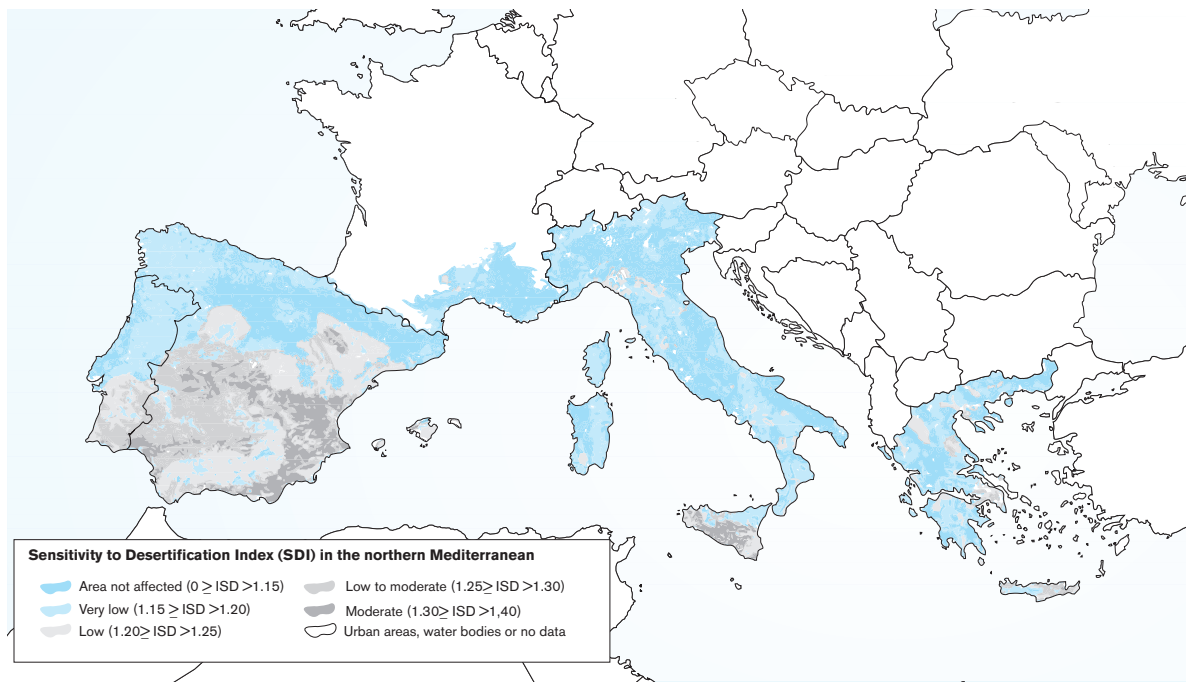 Sensitivity to Desertification Index (SDI) in the northern Mediterranean
Area not affected (0 ≥ ISD >1.15)
Very low (1.15 ≥ ISD >1.20)
Low (1.20≥ ISD >1.25)
Low to moderate (1.25≥ ISD >1.30)
Moderate (1.30≥ ISD >1,40)
Urban areas, water bodies or no data